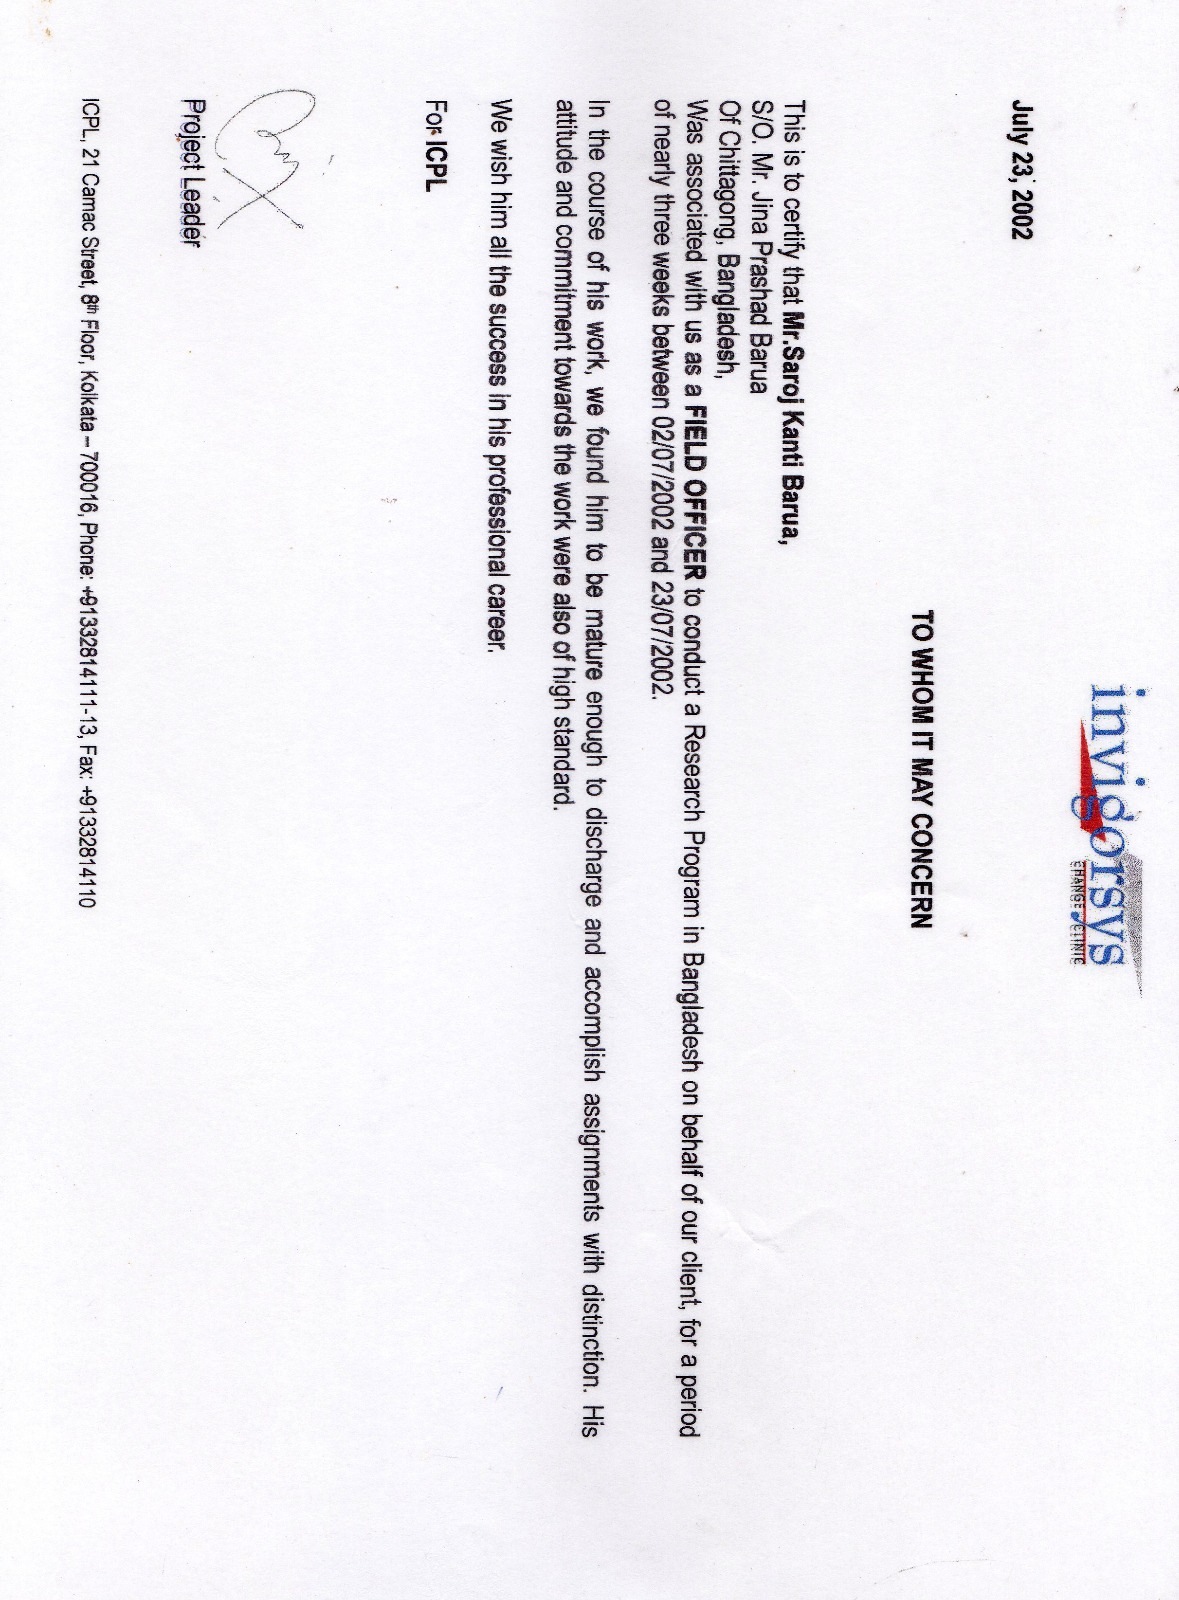 invigorsys
CHANGE CLINIC
July 23, 2002
TO WHOM IT MAY CONCERN
This is to certify that Mr.Saroj Kanti Barua,
S/O. Mr. Jina Prashad Barua
Of Chittagong, Bangladesh,
Was associated with us as a FIELD OFFICER to conduct a Research Program in Bangladesh on behalf of our client, for a period
of nearly three weeks between 02/07/2002 and 23/07/2002.
In the course of his work, we found him to be mature enough to discharge and accomplish assignments with distinction. His
attitude and commitment towards the work were also of high standard.
We wish him all the success in his professional career.
For ICPL
Project Leader
ICPL, 21 Camac Street, 8th Floor, Kolkata – 700016, Phone: +91332814111-13, Fax: +91332814110